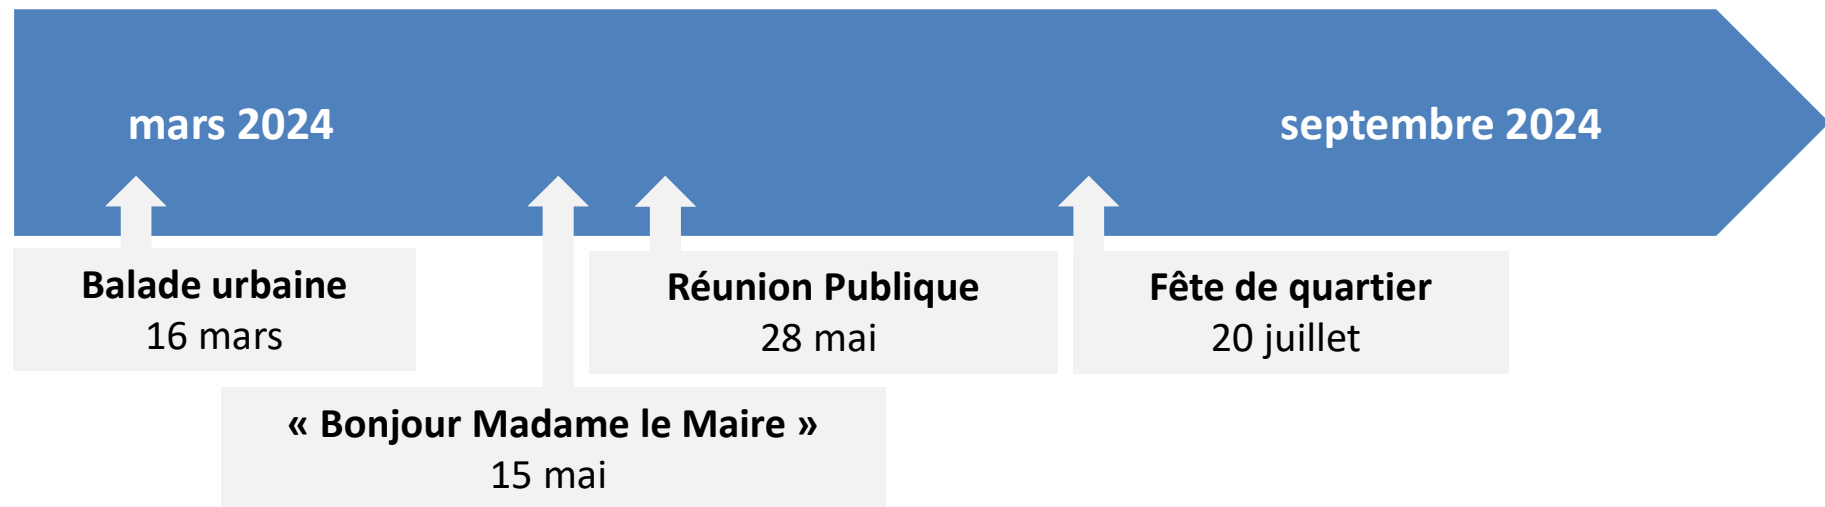 mars 2024
septembre 2024
Balade urbaine
16 mars
« Bonjour Madame le Maire »
15 mai
Réunion Publique
28 mai
Fête de quartier
20 juillet